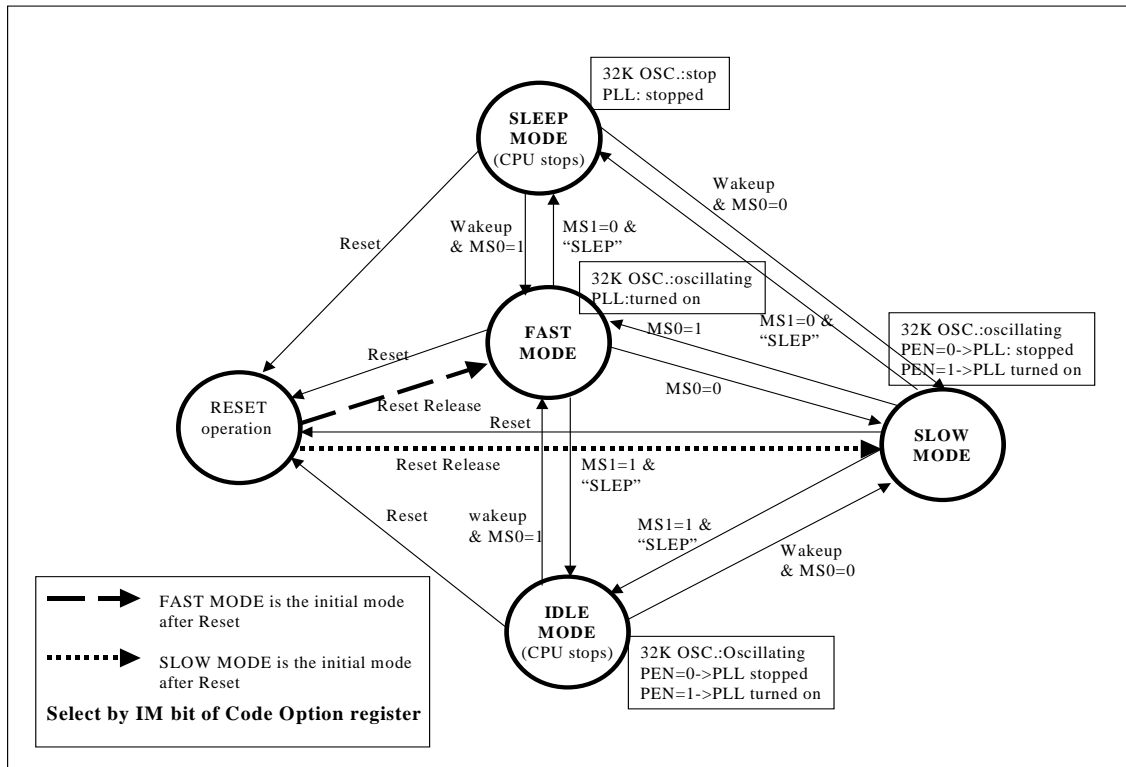 32K OSC.:stop
PLL: stopped
SLEEP
MODE
(CPU stops)
Wakeup
& MS0=0
Reset
Wakeup
& MS0=1
MS1=0 &
“SLEP”
32K OSC.:oscillating
PLL:turned on
MS0=1
MS1=0 &
“SLEP”
32K OSC.:oscillating
PEN=0->PLL: stopped
PEN=1->PLL turned on
FAST
MODE
Reset
MS0=0
RESET
operation
Reset Release
Reset
SLOW
MODE
Reset Release
MS1=1 &
“SLEP”
Reset
wakeup
& MS0=1
MS1=1 &
“SLEP”
Wakeup
& MS0=0
IDLE
MODE
(CPU stops)
32K OSC.:Oscillating
PEN=0->PLL stopped
PEN=1->PLL turned on
FAST MODE is the initial mode
after Reset
SLOW MODE is the initial mode
after Reset
Select by IM bit of Code Option register